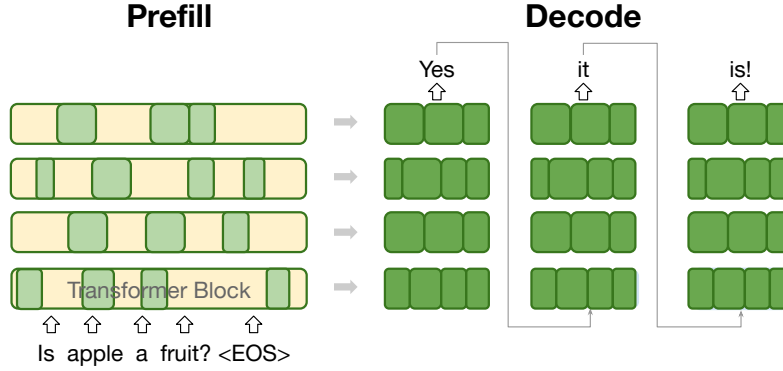 Prefill
Decode
Yes it is!
Transformer Block
Is apple a fruit? <EOS>